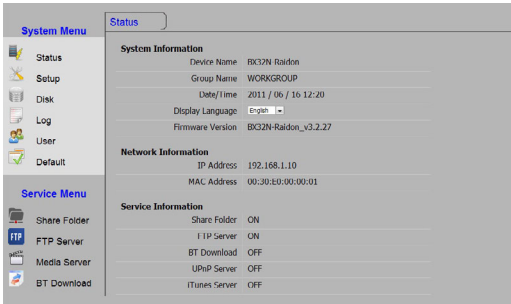 System Menu
Status
Setup
Disk
Log
User
Default
Service Menu
Share Folder
FTP
FTP Server
Media Server
BT Download
Status
System Information
Device Name BX32N-Raidon
Group Name WORKGROUP
Date/Time 2011 / 06 / 16 12:20
Display Language English
Firmware Version BX32N-Raidon_v3.2.27
Network Information
IP Address 192.168.1.10
MAC Address 00:30:E0:00:00:01
Service Information
Share Folder ON
FTP Server ON
BT Download OFF
UPnP Server OFF
iTunes Server OFF